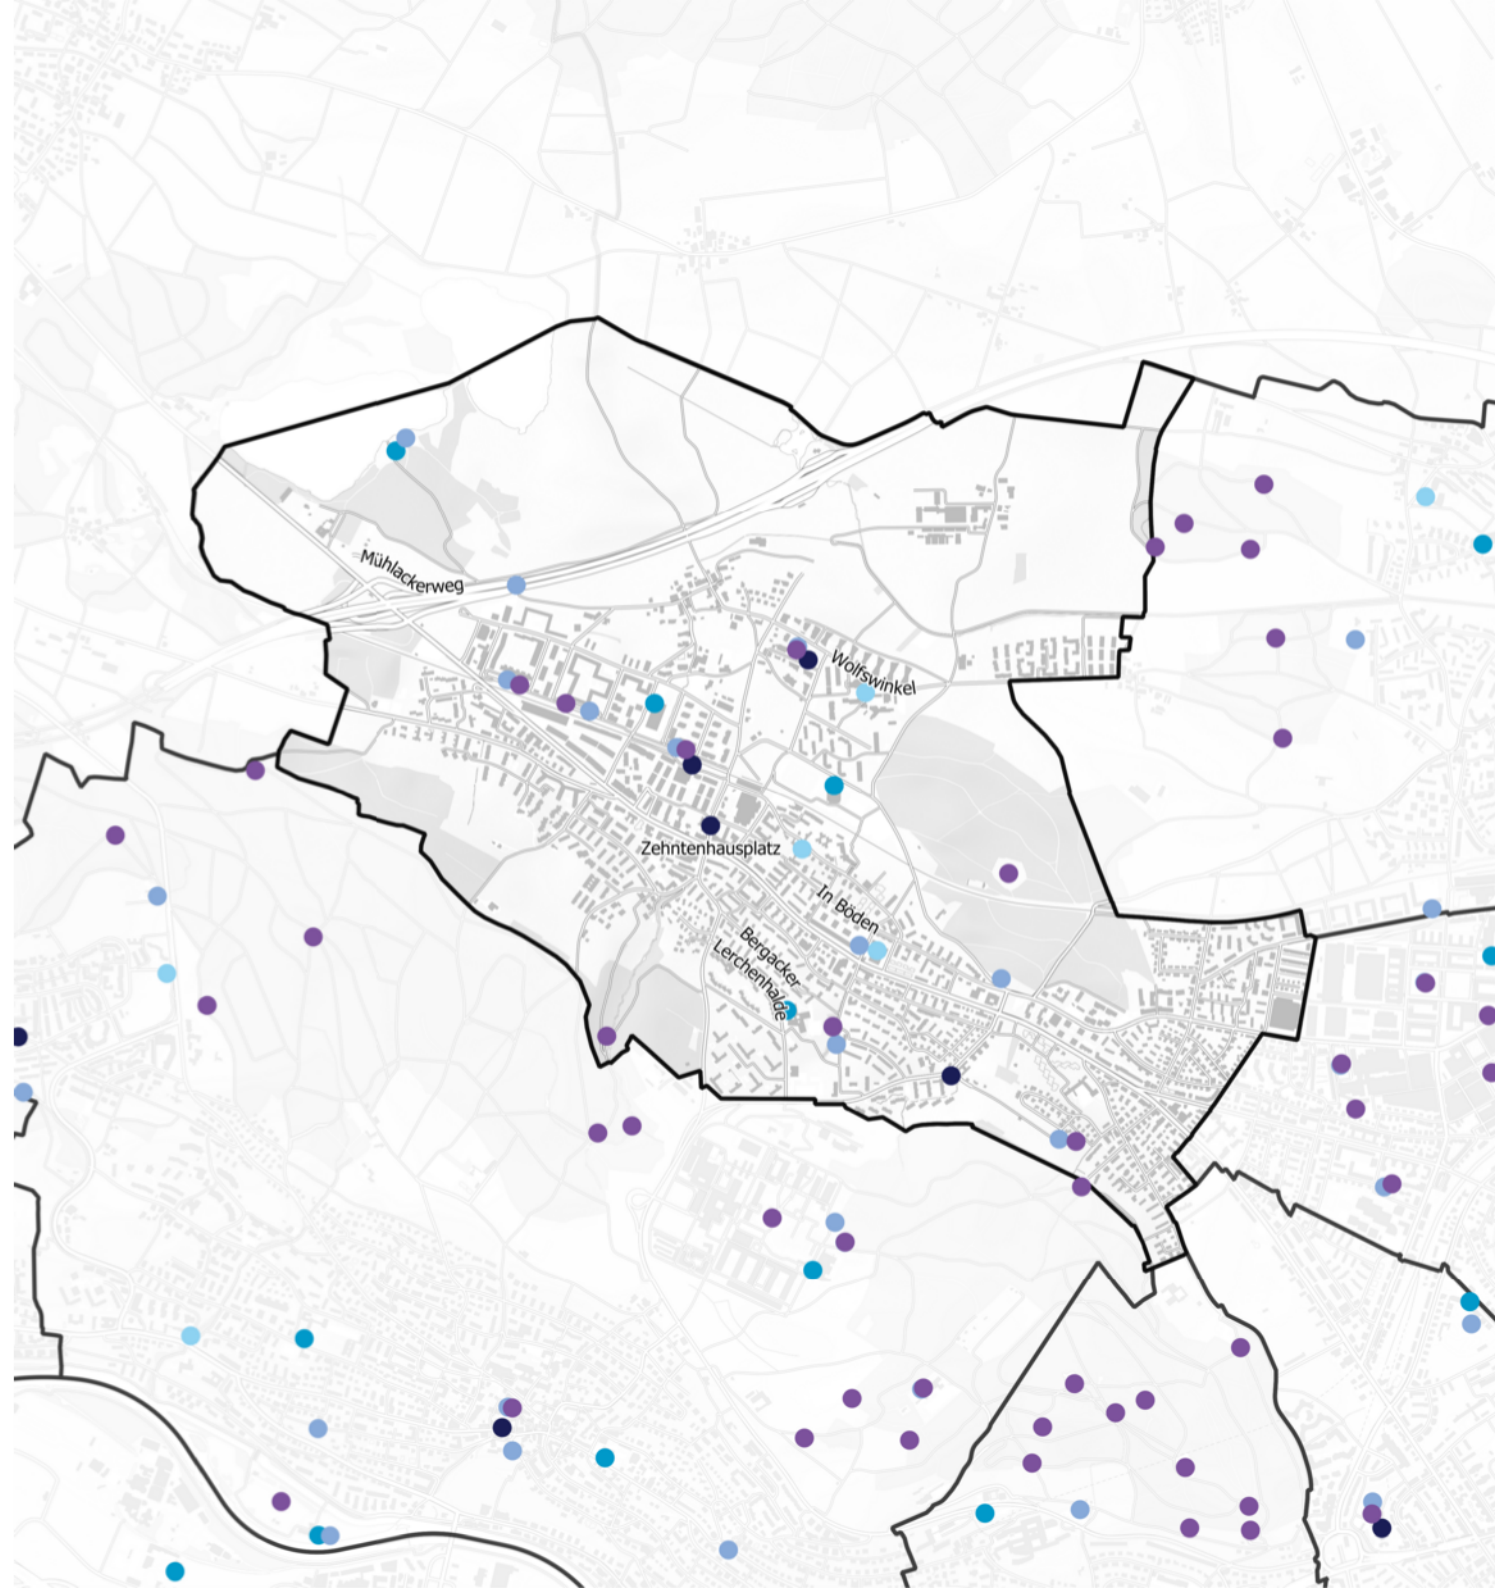 Mühlackerweg
Wolfswinkel
Zehntenhausplatz
In Böden
Bergacker
Lerchenhalde